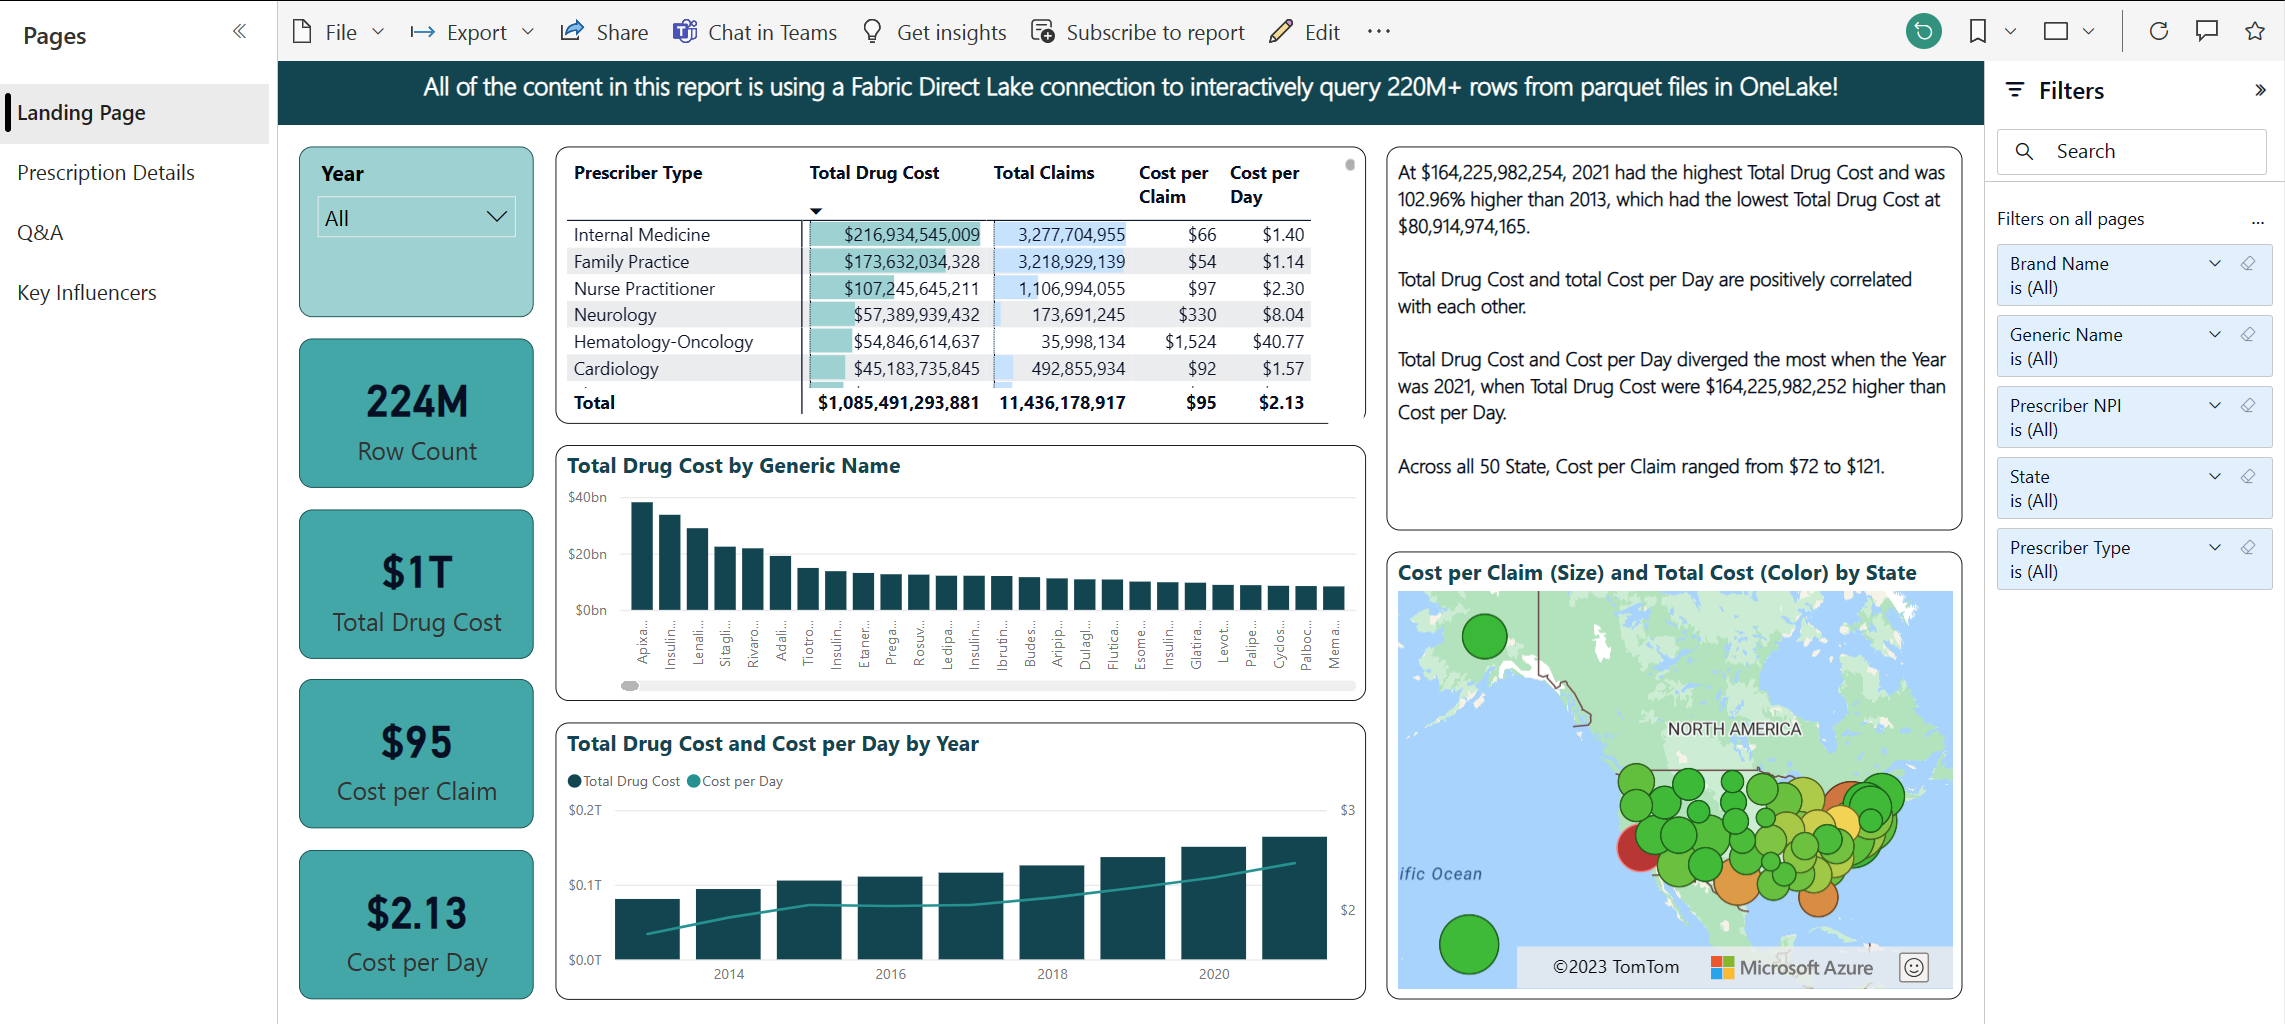 Pages
Landing Page
Prescription Details
Q&A
Key Influencers
File
Export
Share
Chat in Teams
Get insights
Subscribe to report
Edit
All of the content in this report is using a Fabric Direct Lake connection to interactively query 220M+ rows from parquet files in OneLake!
Year
All
224M
Row Count
$1T
Total Drug Cost
$95
Cost per Claim
$2.13
Cost per Day
Prescriber Type Total Drug Cost Total Claims Cost per Claim Cost per Day
Internal Medicine $216,934,545,009 3,277,704,955 $66 $1.40
Family Practice $173,632,034,328 3,218,929,139 $54 $1.14
Nurse Practitioner $107,245,645,211 1,106,994,055 $97 $2.30
Neurology $57,389,939,432 173,691,245 $330 $8.04
Hematology-Oncology $54,846,614,637 35,998,134 $1,524 $40.77
Cardiology $45,183,735,845 492,855,934 $92 $1.57
Total $1,085,491,293,881 11,436,178,917 $95 $2.13
Total Drug Cost by Generic Name
$40bn
$20bn
$0bn
Apixa...
Insulin...
Lenali...
Sitagli...
Rivaro...
Adali...
Tiotro...
Insulin...
Etaner...
Prega...
Rosuv...
Ledipa...
Insulin...
Ibrutin...
Budes...
Aripip...
Dulagl...
Flutica...
Esome...
Insulin...
Glatira...
Levot...
Palipe...
Cyclos...
Palboc...
Mema...
Total Drug Cost and Cost per Day by Year
Total Drug Cost Cost per Day
$0.2T
$0.1T
$0.0T
$3
$2
2014 2016 2018 2020
At $164,225,982,254, 2021 had the highest Total Drug Cost and was
102.96% higher than 2013, which had the lowest Total Drug Cost at
$80,914,974,165.
Total Drug Cost and total Cost per Day are positively correlated
with each other.
Total Drug Cost and Cost per Day diverged the most when the Year
was 2021, when Total Drug Cost were $164,225,982,252 higher than
Cost per Day.
Across all 50 State, Cost per Claim ranged from $72 to $121.
Cost per Claim (Size) and Total Cost (Color) by State
NORTH AMERICA
ific Ocean
©2023 TomTom
Microsoft Azure
Filters
Search
Filters on all pages
...
Brand Name
is (All)
Generic Name
is (All)
Prescriber NPI
is (All)
State
is (All)
Prescriber Type
is (All)